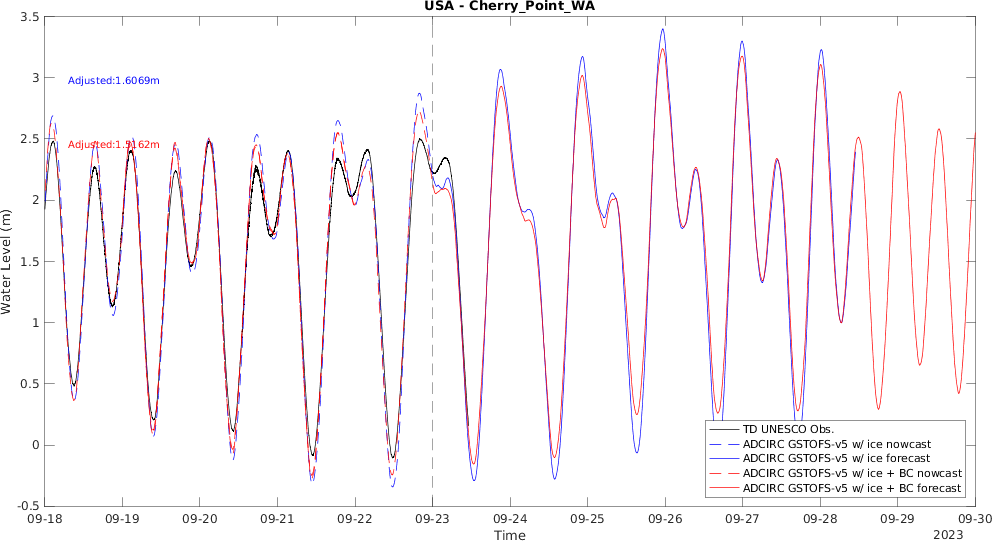 USA - Cherry_Point_WA
3.5
3
2.5
2
1.5
1
0.5
0
-0.5
Water Level (m)
Adjusted:1.6069m
Adjusted:1.5162m
TD UNESCO Obs.
ADCIRC GSTOFS-v5 w/ ice nowcast
ADCIRC GSTOFS-v5 w/ ice forecast
ADCIRC GSTOFS-v5 w/ ice + BC nowcast
ADCIRC GSTOFS-v5 w/ ice + BC forecast
09-18 09-19 09-20 09-21 09-22 09-23 09-24 09-25 09-26 09-27 09-28 09-29 09-30
Time
2023